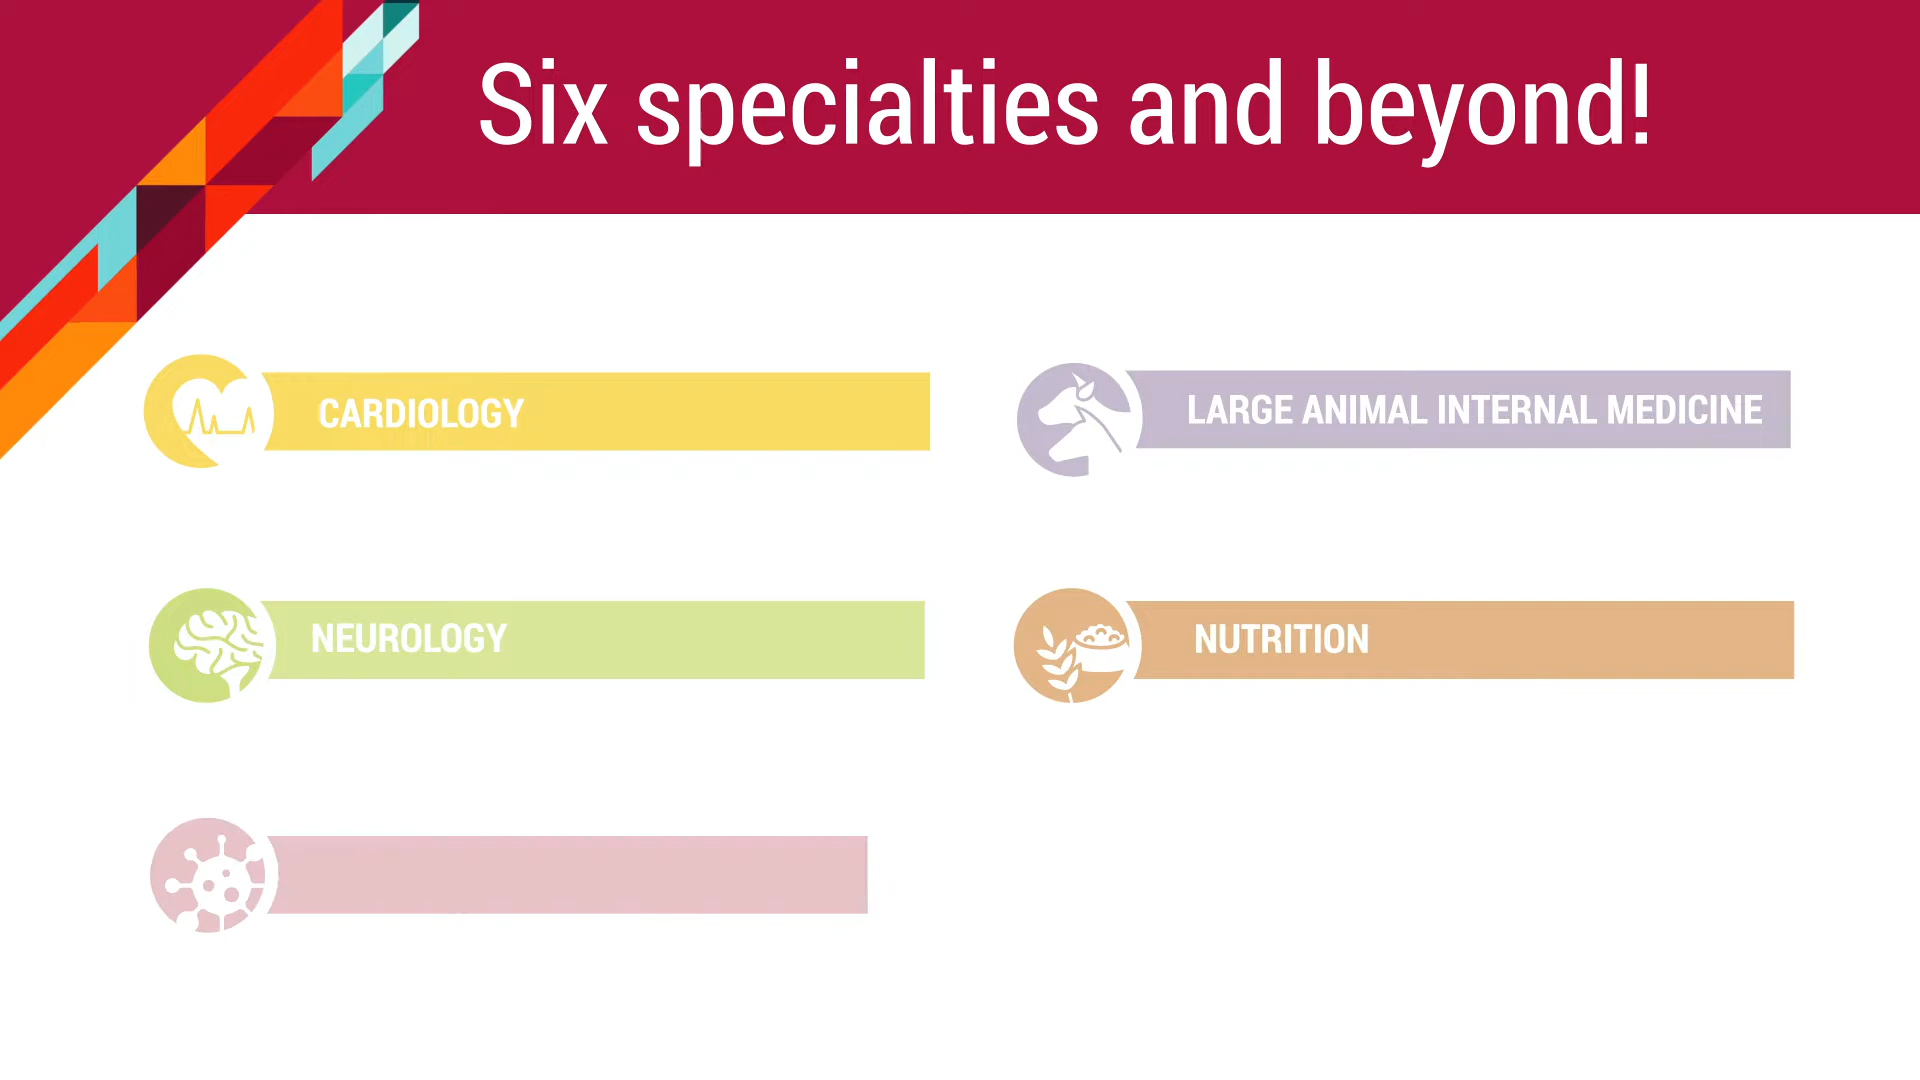 Six specialties and beyond!
CARDIOLOGY
LARGE ANIMAL INTERNAL MEDICINE
NEUROLOGY
NUTRITION